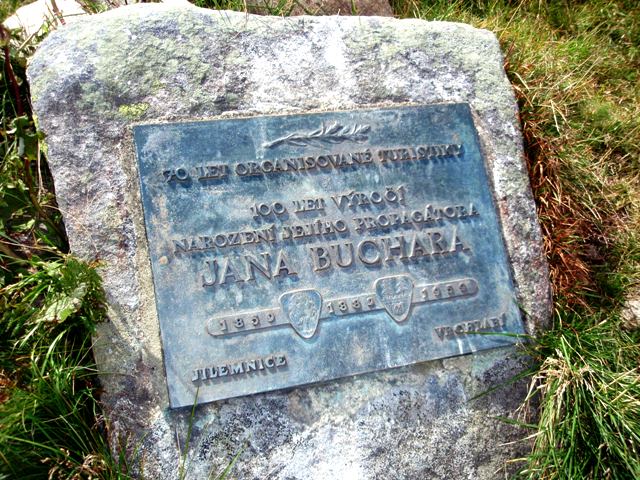 70 LET ORGANISOVANÉ TURISTIKY
100 LET VÝROČÍ
NAROZENÍ JEJÍHO PROPAGÁTORA
JANA BUCHARA
1859 1889 1959
JILEMNICE VRCHLABÍ